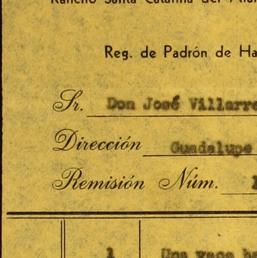 Rancho Santa Catarina del
Reg. de Padrón de
Sr. Don José
Dirección Guadalupe
Remisión Núm.
1 Una vaca